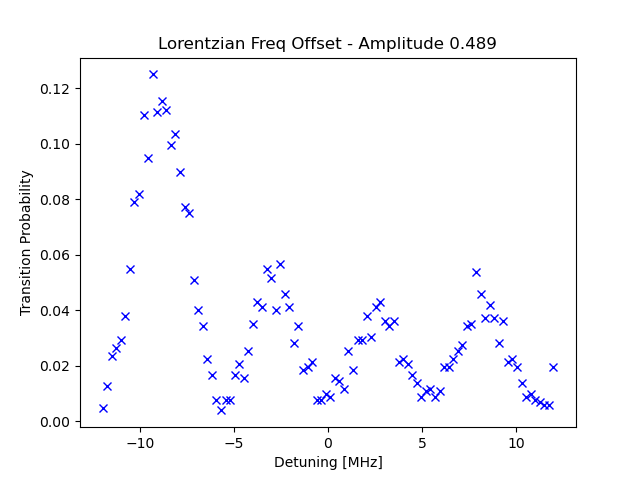 Lorentzian Freq Offset - Amplitude 0.489
0.12
0.10
0.08
0.06
0.04
0.02
0.00
Transition Probability
−10 −5 0 5 10
Detuning [MHz]